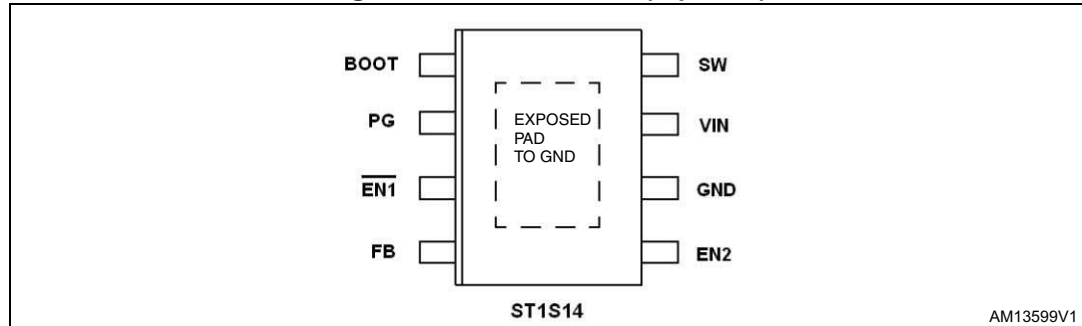 BOOT
PG
EN1
FB
EXPOSED
PAD
TO GND
SW
VIN
GND
EN2
ST1S14
AM13599V1